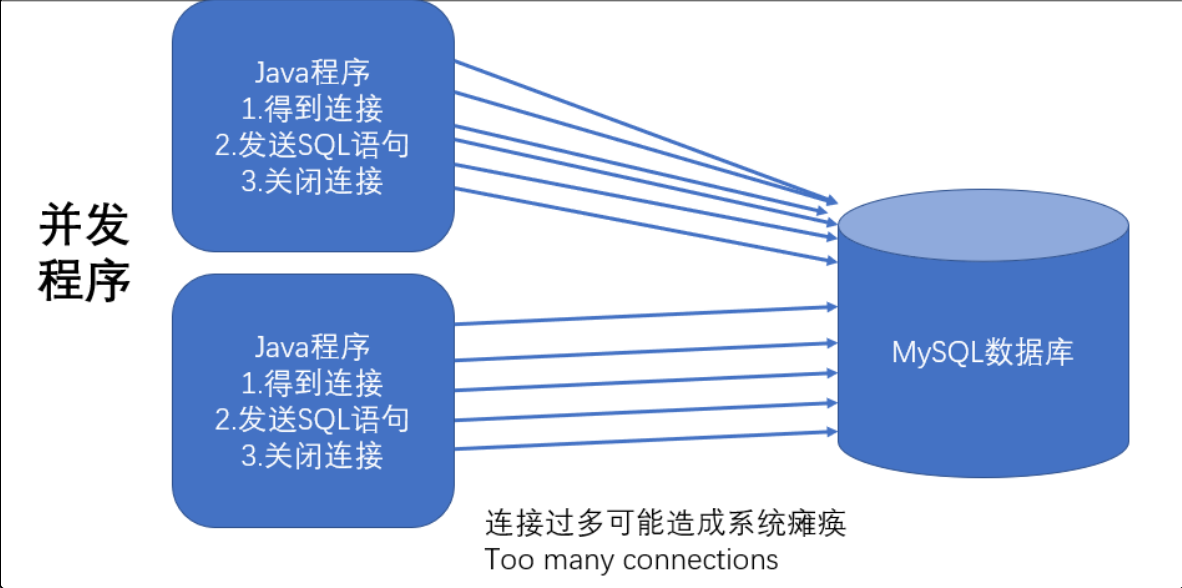 并发
程序
Java程序
1.得到连接
2.发送SQL语句
3.关闭连接
Java程序
1.得到连接
2.发送SQL语句
3.关闭连接
MySQL数据库
连接过多可能造成系统瘫痪
Too many connections